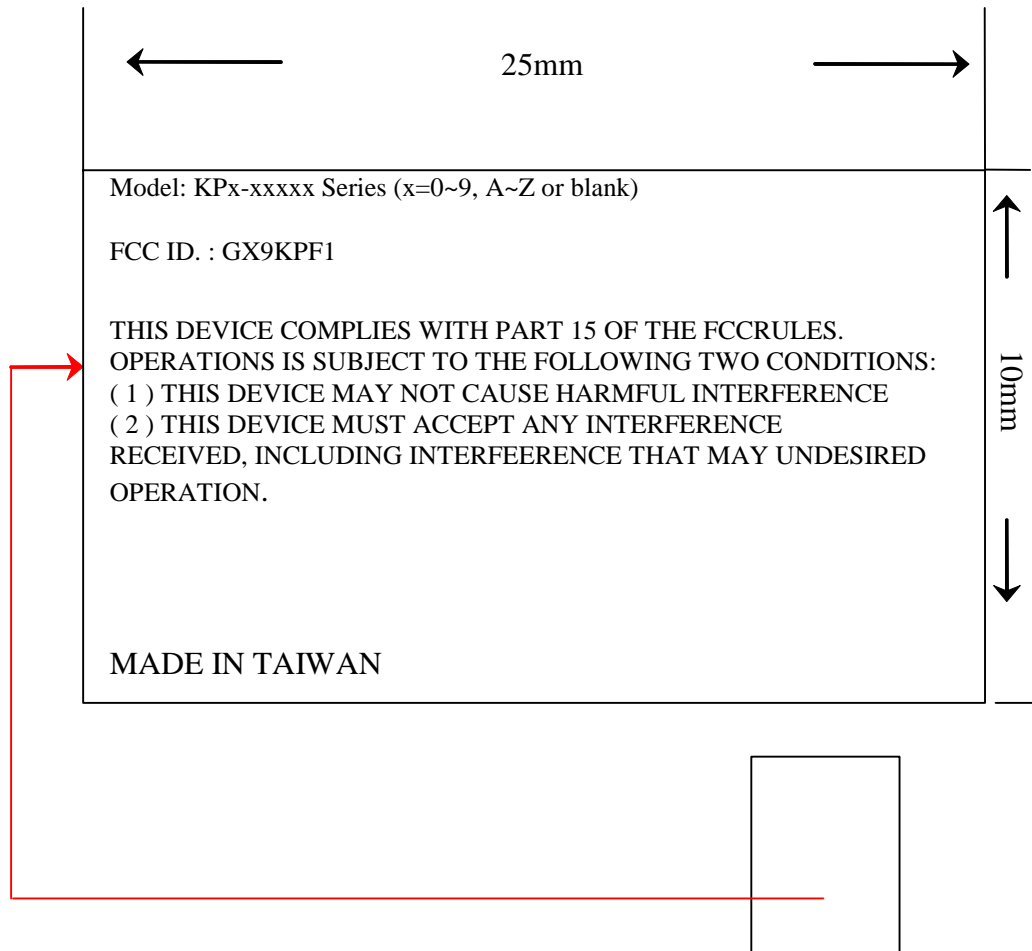 25mm
Model: KPx-xxxxx Series (x=0~9, A~Z or blank)
FCC ID. : GX9KPF1
THIS DEVICE COMPLIES WITH PART 15 OF THE FCCRULES.
OPERATIONS IS SUBJECT TO THE FOLLOWING TWO CONDITIONS:
( 1 ) THIS DEVICE MAY NOT CAUSE HARMFUL INTERFERENCE
( 2 ) THIS DEVICE MUST ACCEPT ANY INTERFERENCE
RECEIVED, INCLUDING INTERFEERENCE THAT MAY UNDESIRED
OPERATION.
10mm
MADE IN TAIWAN